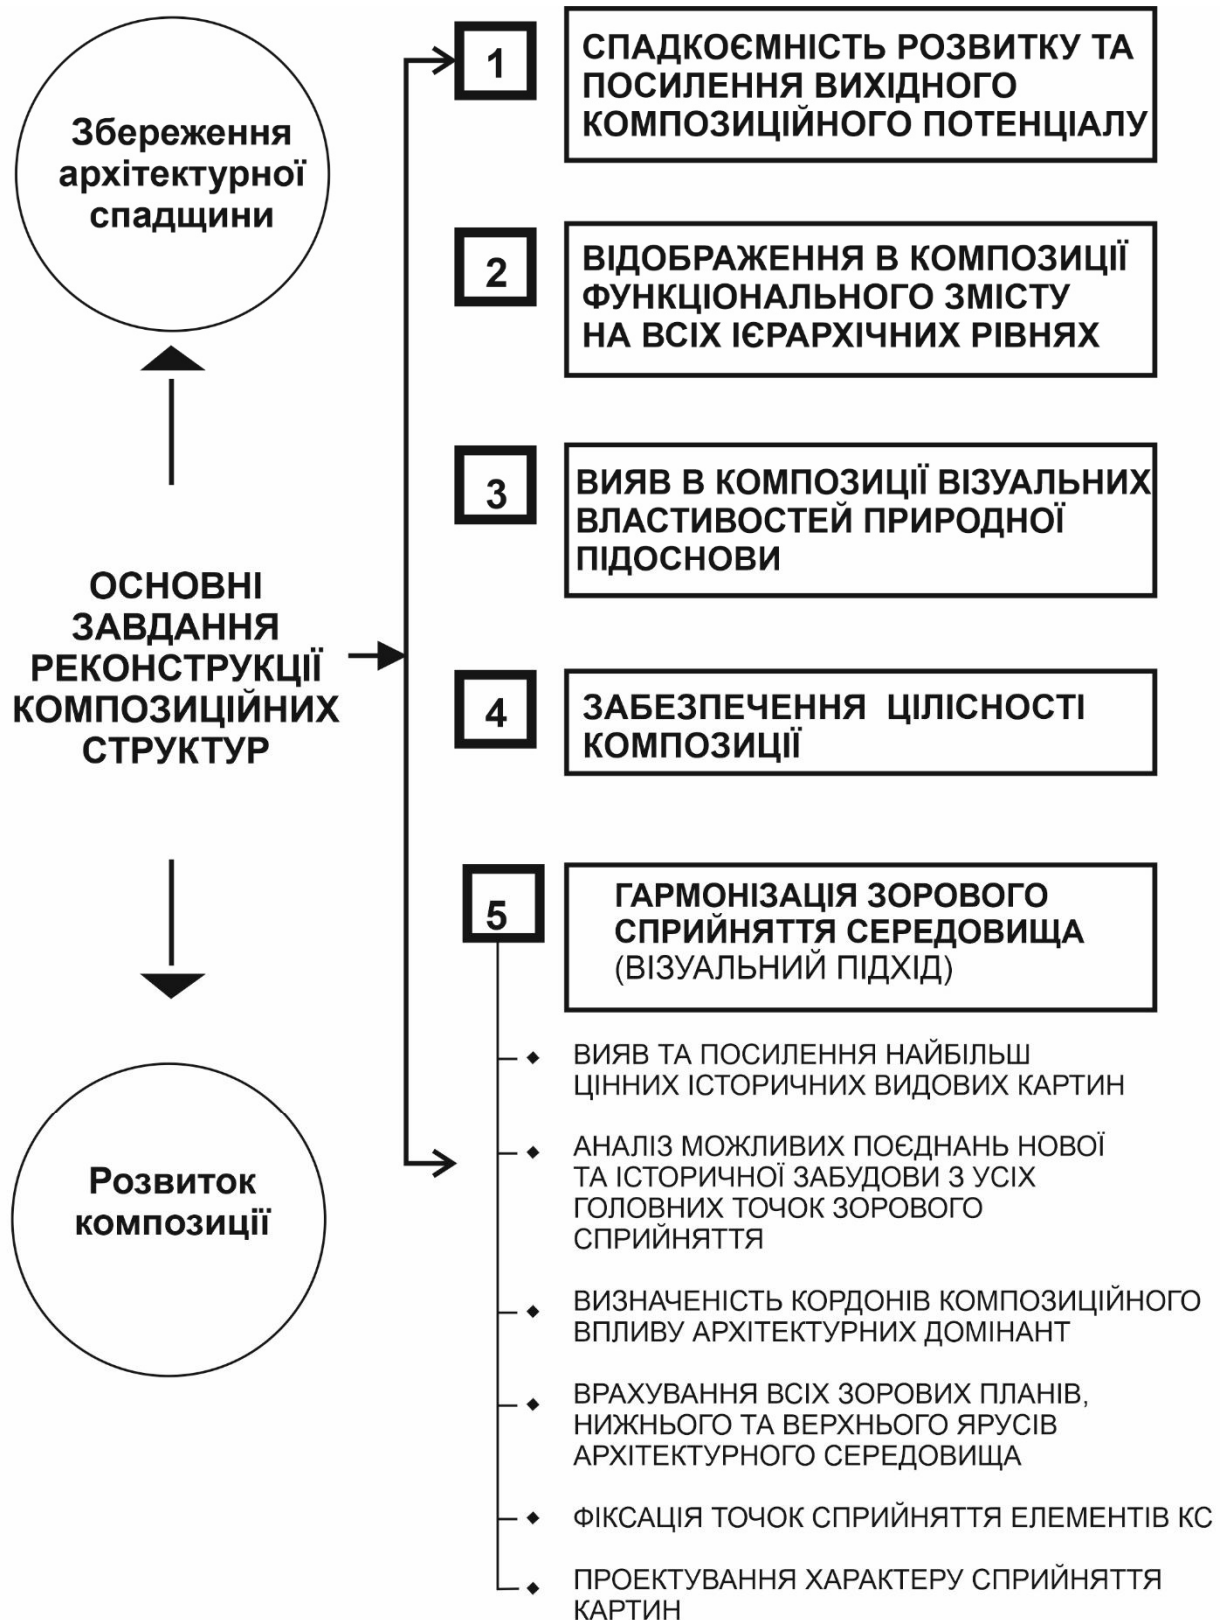 Збереження
архітектурної
спадщини
ОСНОВНІ
ЗАВДАННЯ
РЕКОНСТРУКЦІЇ
КОМПОЗИЦІЙНИХ
СТРУКТУР
Розвиток
композиції
1
СПАДКОЄМНІСТЬ РОЗВИТКУ ТА
ПОСИЛЕННЯ ВИХІДНОГО
КОМПОЗИЦІЙНОГО ПОТЕНЦІАЛУ
2
ВІДОБРАЖЕННЯ В КОМПОЗИЦІЇ
ФУНКЦІОНАЛЬНОГО ЗМІСТУ
НА ВСІХ ІЄРАРХІЧНИХ РІВНЯХ
3
ВИЯВ В КОМПОЗИЦІЇ ВІЗУАЛЬНИХ
ВЛАСТИВОСТЕЙ ПРИРОДНОЇ
ПІДОСНОВИ
4
ЗАБЕЗПЕЧЕННЯ ЦІЛІСНОСТІ
КОМПОЗИЦІЇ
5
ГАРМОНІЗАЦІЯ ЗОРОВОГО
СПРИЙНЯТТЯ СЕРЕДОВИЩА
(ВІЗУАЛЬНИЙ ПІДХІД)
ВИЯВ ТА ПОСИЛЕННЯ НАЙБІЛЬШ
ЦІННИХ ІСТОРИЧНИХ ВИДОВИХ КАРТИН
АНАЛІЗ МОЖЛИВИХ ПОЄДНАНЬ НОВОЇ
ТА ІСТОРИЧНОЇ ЗАБУДОВИ З УСІХ
ГОЛОВНИХ ТОЧОК ЗОРОВОГО
СПРИЙНЯТТЯ
ВИЗНАЧЕНІСТЬ КОРДОНІВ КОМПОЗИЦІЙНОГО
ВПЛИВУ АРХІТЕКТУРНИХ ДОМІНАНТ
ВРАХУВАННЯ ВСІХ ЗОРОВИХ ПЛАНІВ,
НИЖНЬОГО ТА ВЕРХНЬОГО ЯРУСІВ
АРХІТЕКТУРНОГО СЕРЕДОВИЩА
ФІКСАЦІЯ ТОЧОК СПРИЙНЯТТЯ ЕЛЕМЕНТІВ КС
ПРОЕКТУВАННЯ ХАРАКТЕРУ СПРИЙНЯТТЯ
КАРТИН